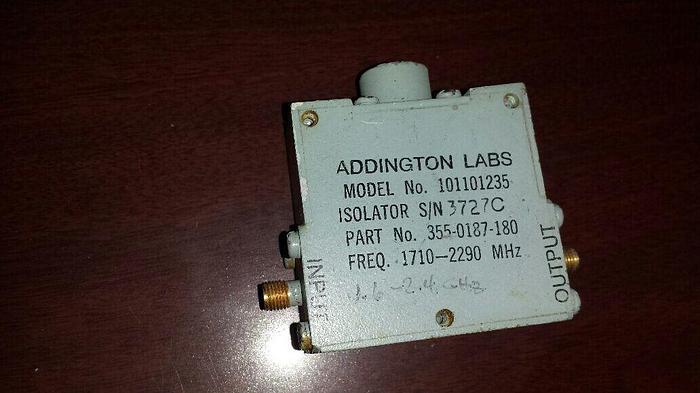 ADDINGTON LABS
MODEL No. 101101235
ISOLATOR S/N 3727C
PART No. 355-0187-180
FREQ. 1710-2290 MHz
1.6-2.4 GHz
INPUT
OUTPUT